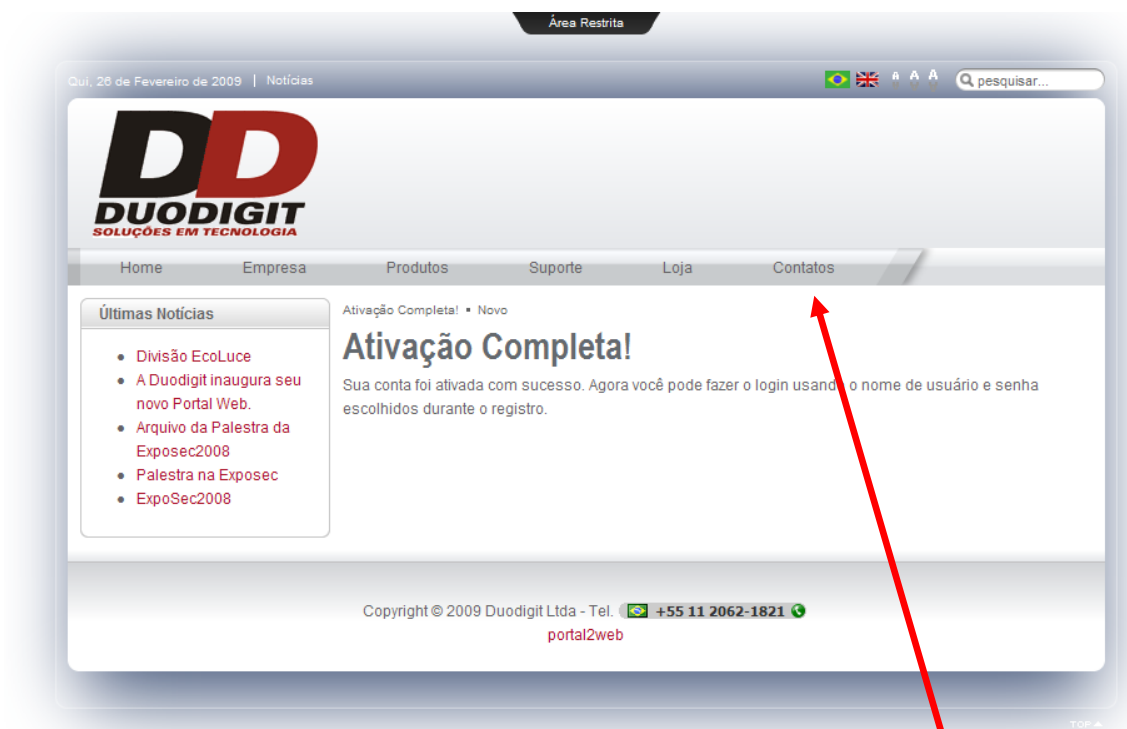 Área Restrita
Qui, 26 de Fevereiro de 2009 | Notícias
A A A
pesquisar...
DD
DUODIGIT
SOLUÇÕES EM TECNOLOGIA
Home Empresa Produtos Suporte Loja Contatos
Últimas Notícias
• Divisão EcoLuce
• A Duodigit inaugura seu
novo Portal Web.
• Arquivo da Palestra da
Exposec2008
• Palestra na Exposec
• ExpoSec2008
Ativação Completa! ▪ Novo
Ativação Completa!
Sua conta foi ativada com sucesso. Agora você pode fazer o login usando o nome de usuário e senha
escolhidos durante o registro.
Copyright © 2009 Duodigit Ltda - Tel. +55 11 2062-1821
portal2web
TOP